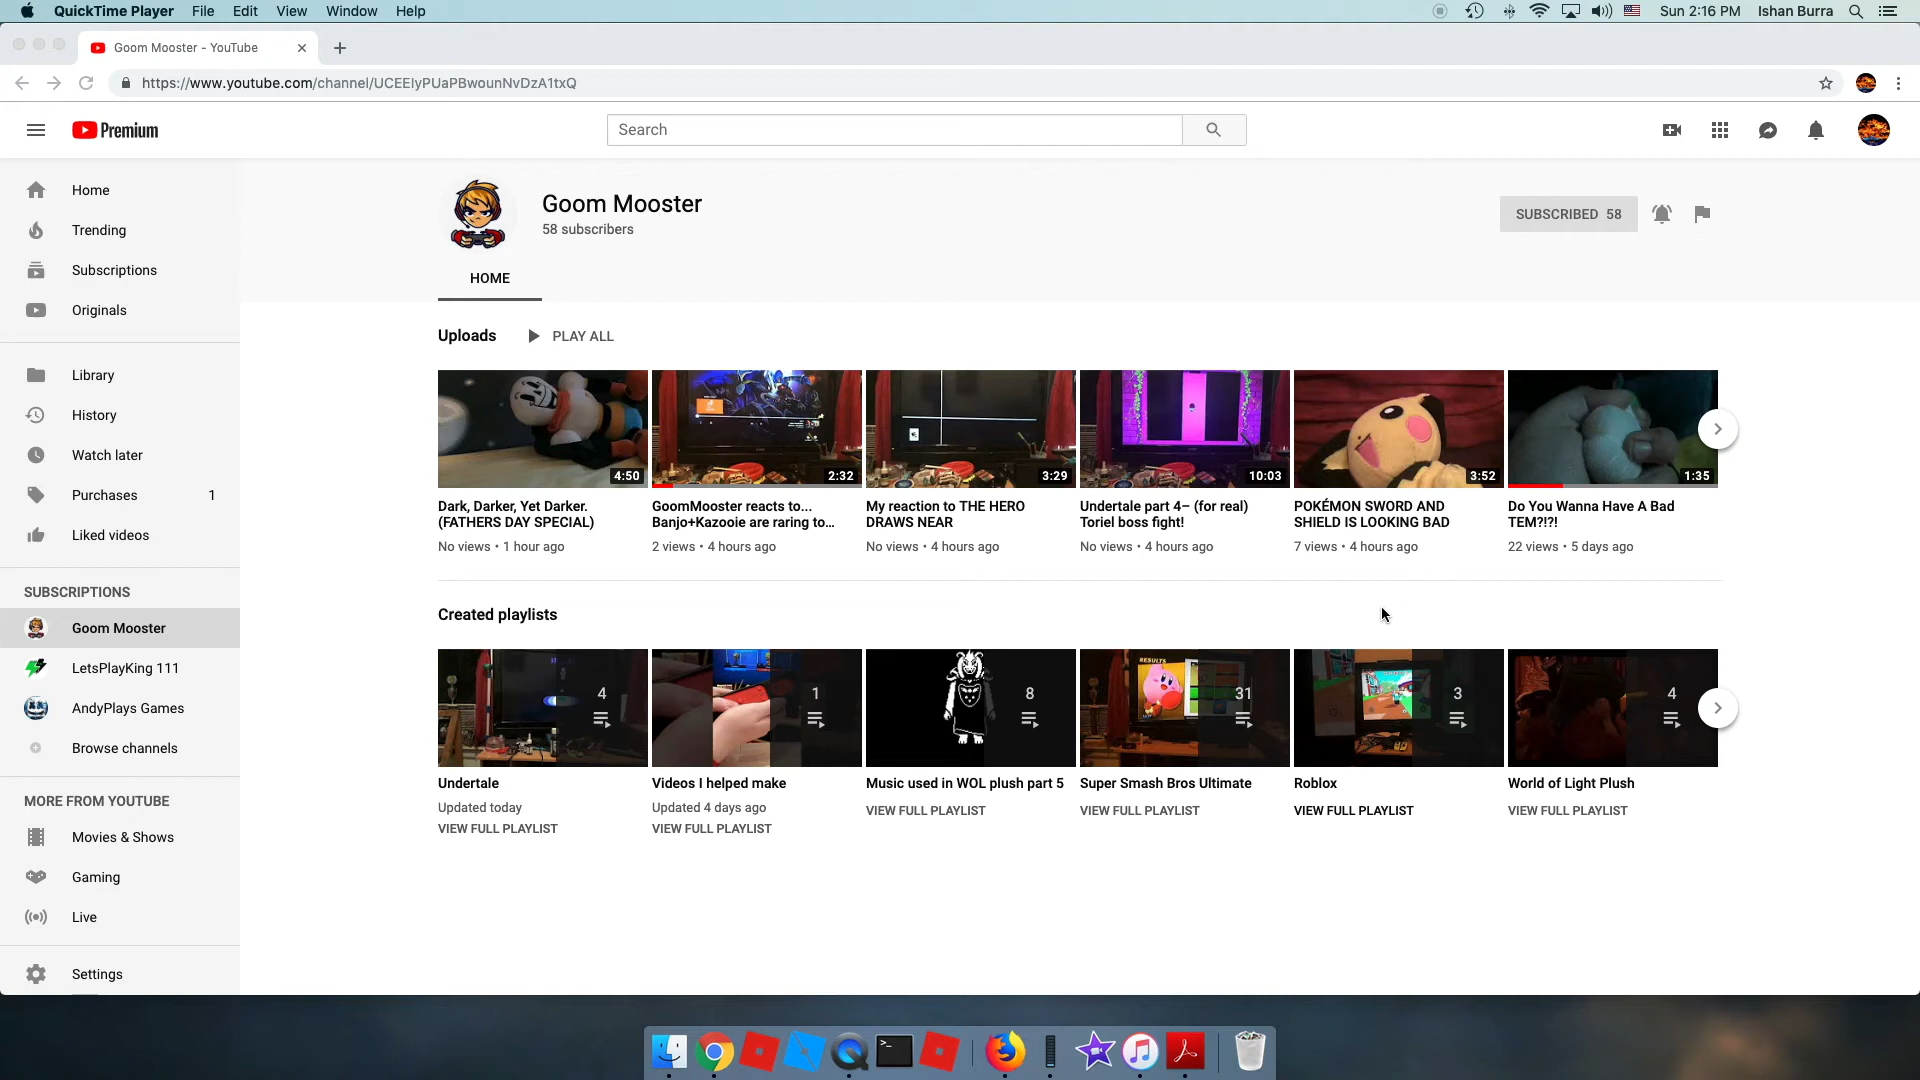 QuickTime Player File Edit View Window Help Sun 2:16 PM Ishan Burra
Goom Mooster - YouTube
https://www.youtube.com/channel/UCEElyPUaPBwounNvDzA1txQ
Premium
Search
Home
Trending
Subscriptions
Originals
Library
History
Watch later
Purchases 1
Liked videos
SUBSCRIPTIONS
Goom Mooster
LetsPlayKing 111
AndyPlays Games
Browse channels
MORE FROM YOUTUBE
Movies & Shows
Gaming
Live
Settings
Goom Mooster
58 subscribers
SUBSCRIBED 58
HOME
Uploads PLAY ALL
4:50 2:32 3:29 10:03 3:52 1:35
Dark, Darker, Yet Darker.
(FATHERS DAY SPECIAL)
No views • 1 hour ago
GoomMooster reacts to...
Banjo+Kazooie are raring to...
2 views • 4 hours ago
My reaction to THE HERO
DRAWS NEAR
No views • 4 hours ago
Undertale part 4– (for real)
Toriel boss fight!
No views • 4 hours ago
POKÉMON SWORD AND
SHIELD IS LOOKING BAD
7 views • 4 hours ago
Do You Wanna Have A Bad
TEM?!?!
22 views • 5 days ago
Created playlists
4 1 8 RESULTS 31 3 4
Undertale
Updated today
VIEW FULL PLAYLIST
Videos I helped make
Updated 4 days ago
VIEW FULL PLAYLIST
Music used in WOL plush part 5
VIEW FULL PLAYLIST
Super Smash Bros Ultimate
VIEW FULL PLAYLIST
Roblox
VIEW FULL PLAYLIST
World of Light Plush
VIEW FULL PLAYLIST